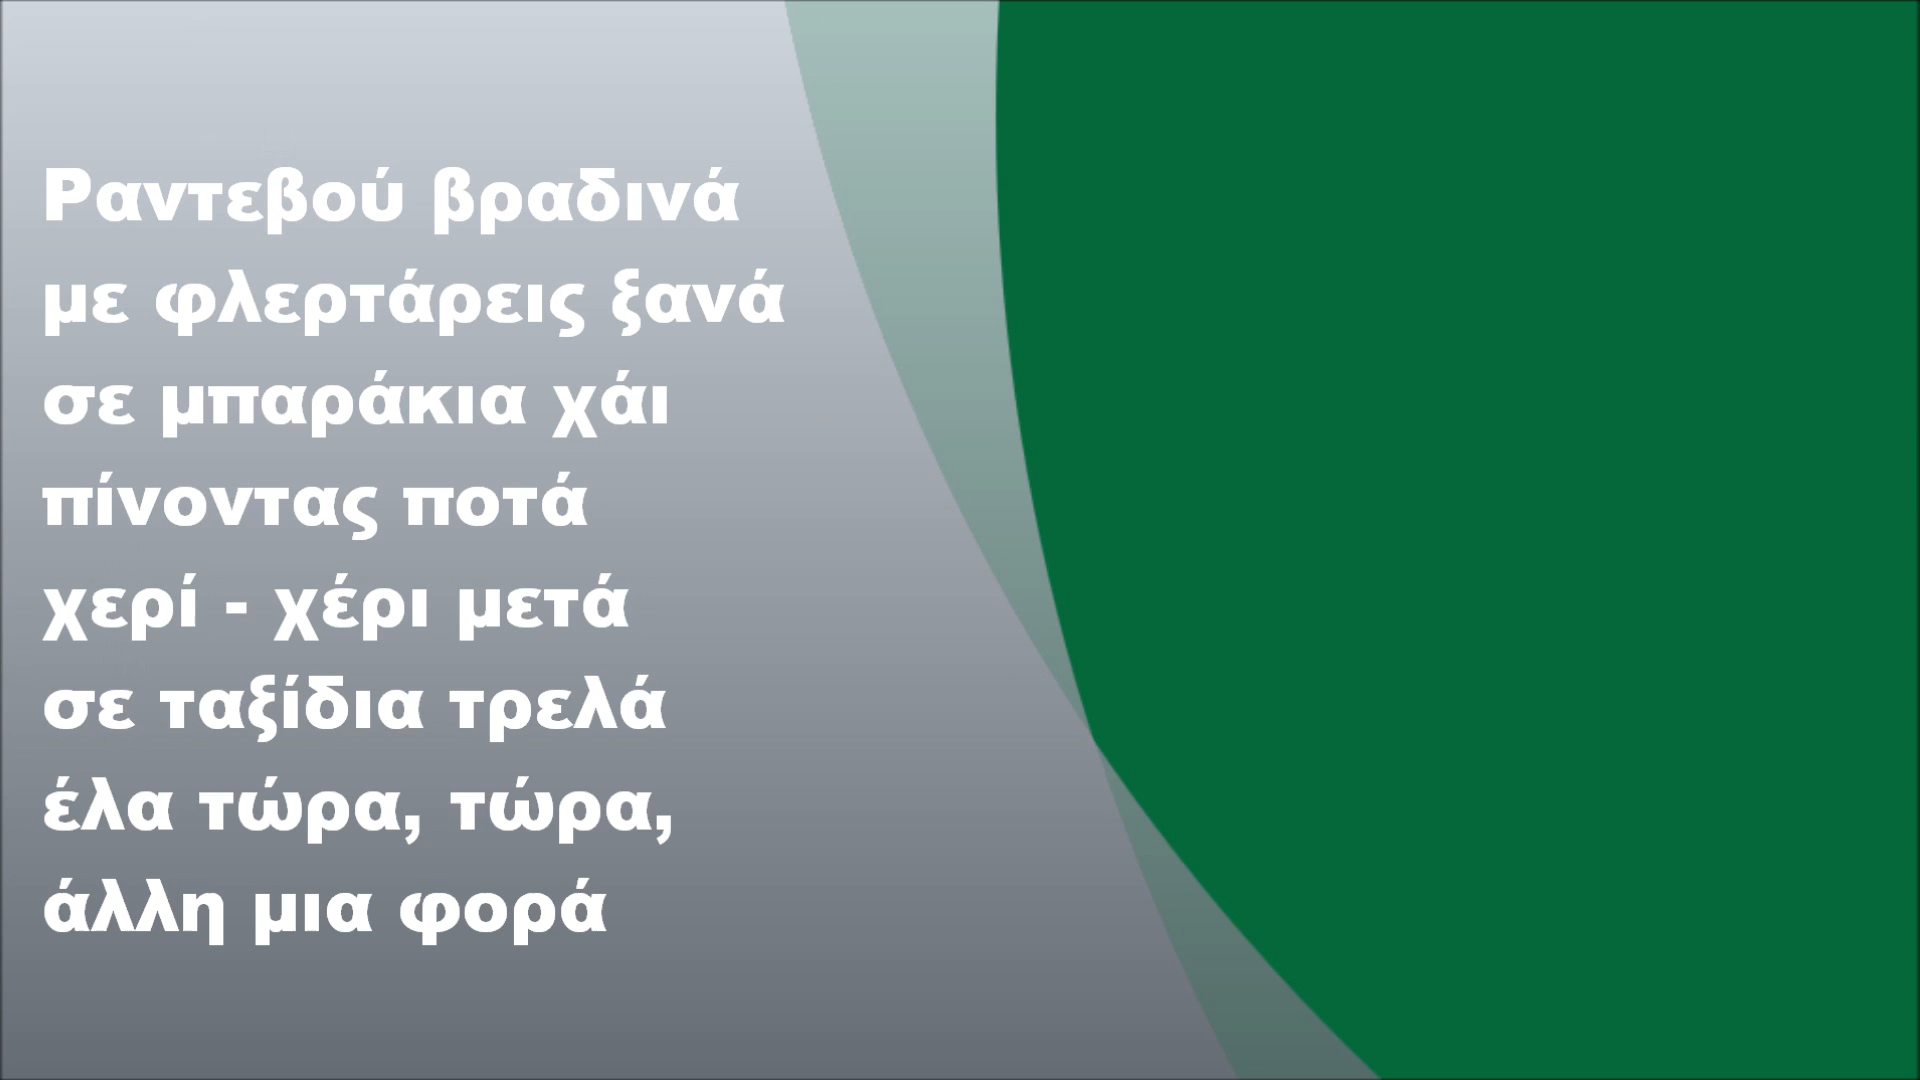 Ραντεβού βραδινά
με φλερτάρεις ξανά
σε μπαράκια χάι
πίνοντας ποτά
χερί - χέρι μετά
σε ταξίδια τρελά
έλα τώρα, τώρα,
άλλη μια φορά